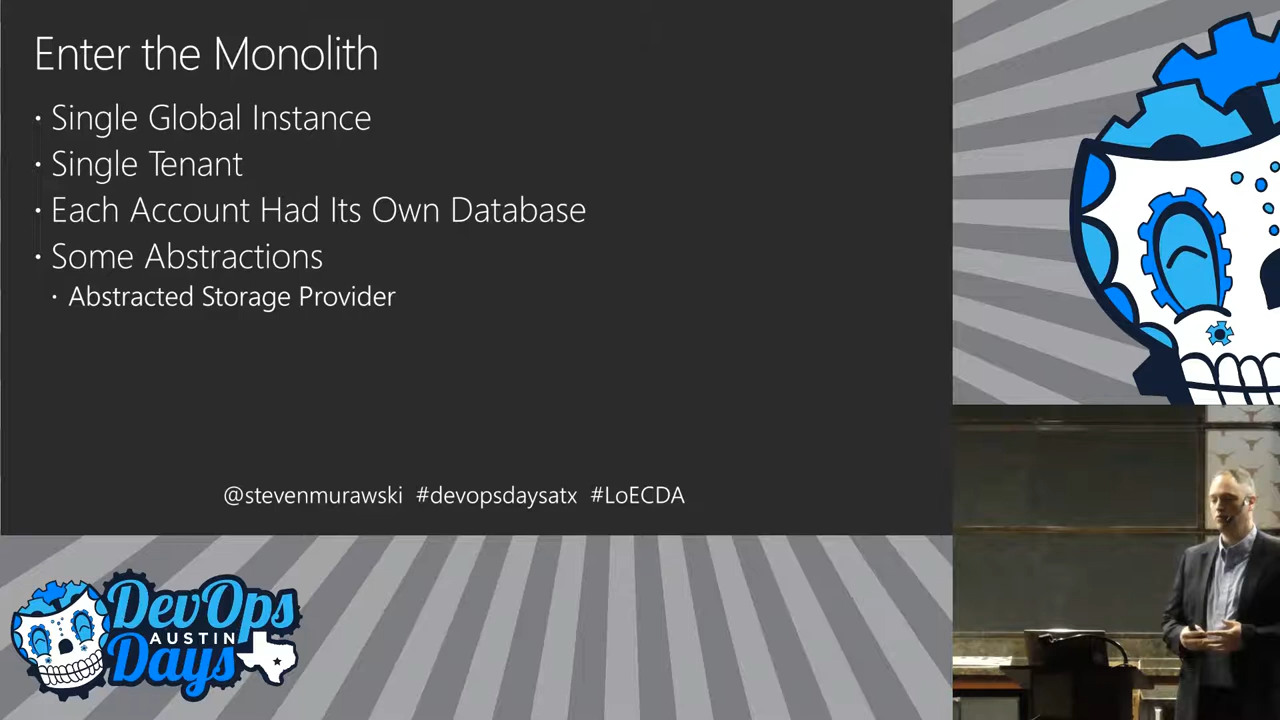 Enter the Monolith
· Single Global Instance
· Single Tenant
· Each Account Had Its Own Database
· Some Abstractions
· Abstracted Storage Provider
@stevenmurawski #devopsdaysatx #LoECDA
DevOps
AUSTIN
Days